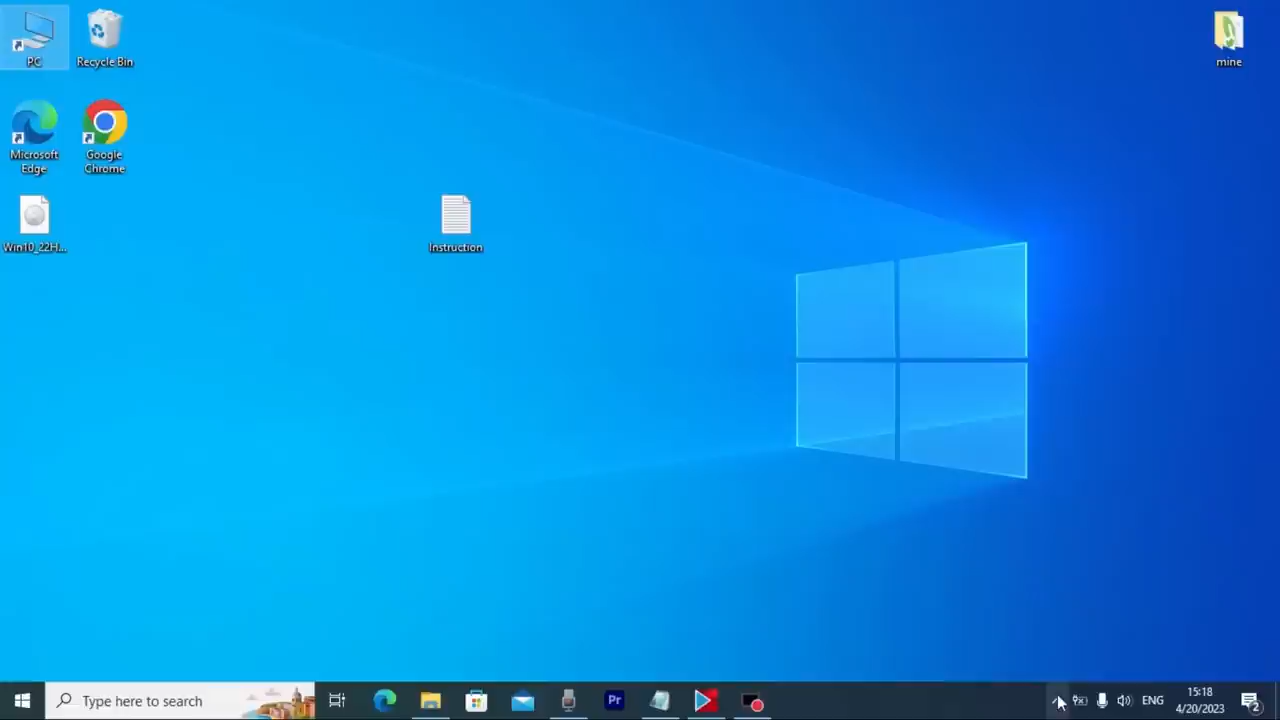 PC
Recycle Bin
mine
Microsoft
Edge
Google
Chrome
Win10_22H...
Instruction
Type here to search
Pr
ENG
15:18
4/20/2023
2